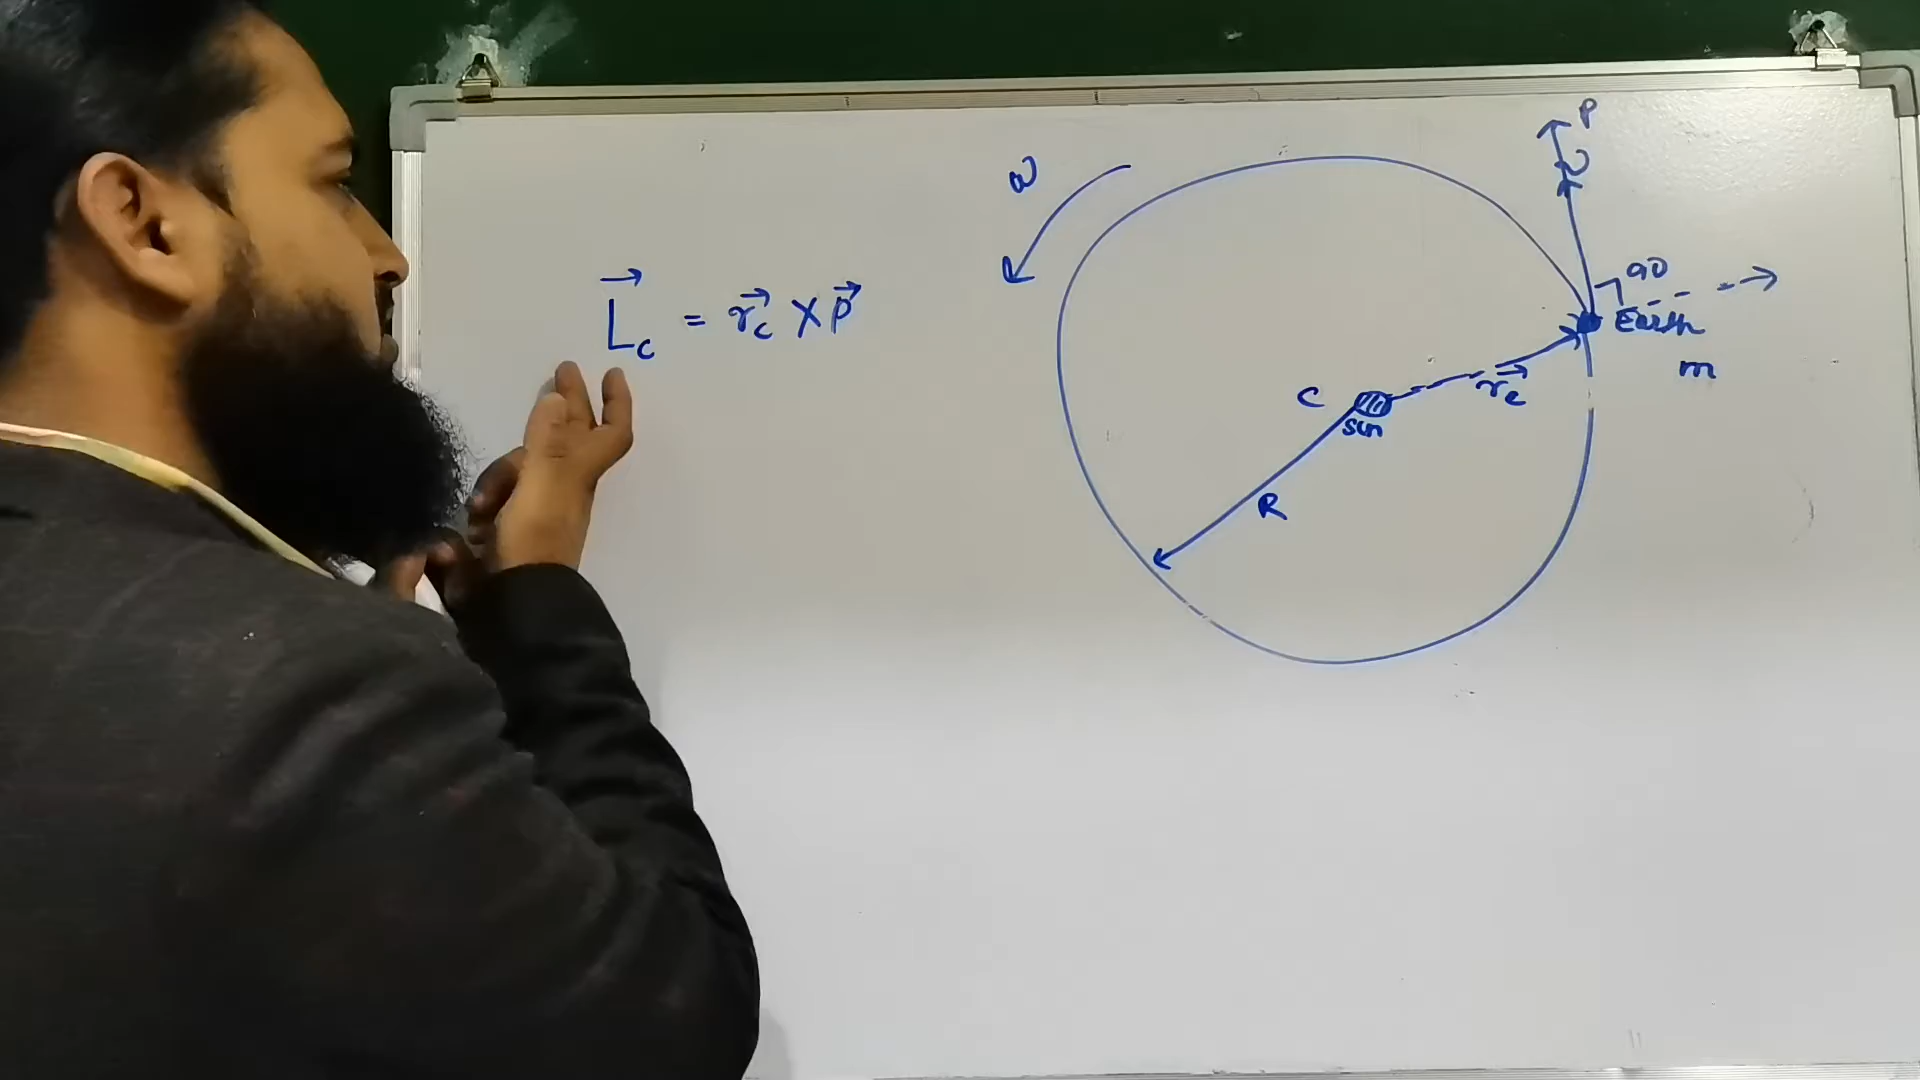 L⃗c = r⃗c × P⃗
ω
P
v
90
Earth
m
r⃗c
C
sun
R